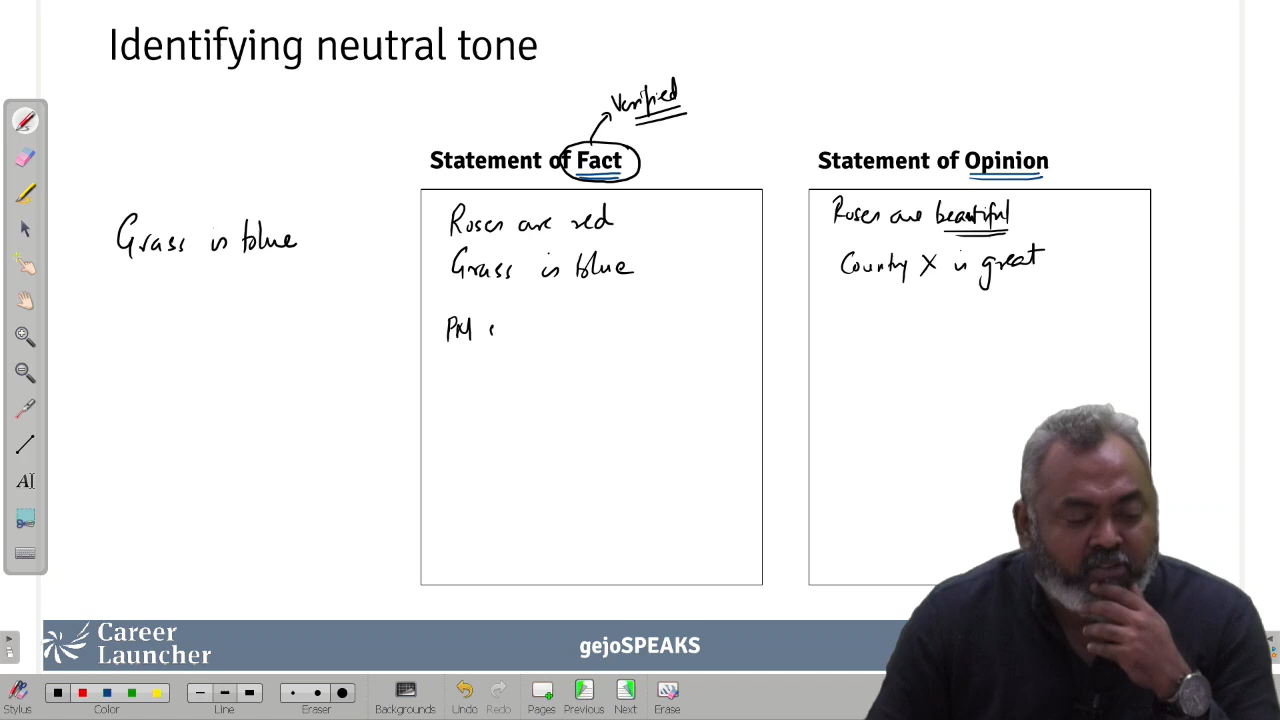 Identifying neutral tone
Verified
Statement of Fact
Statement of Opinion
Grass is blue
Roses are red
Grass is blue
PM
Roses are beautiful
Country X is great
Career
Launcher
gejoSPEAKS
Stylus
Color
Line
Eraser
Backgrounds
Undo
Redo
Pages
Previous
Next
Erase
AI